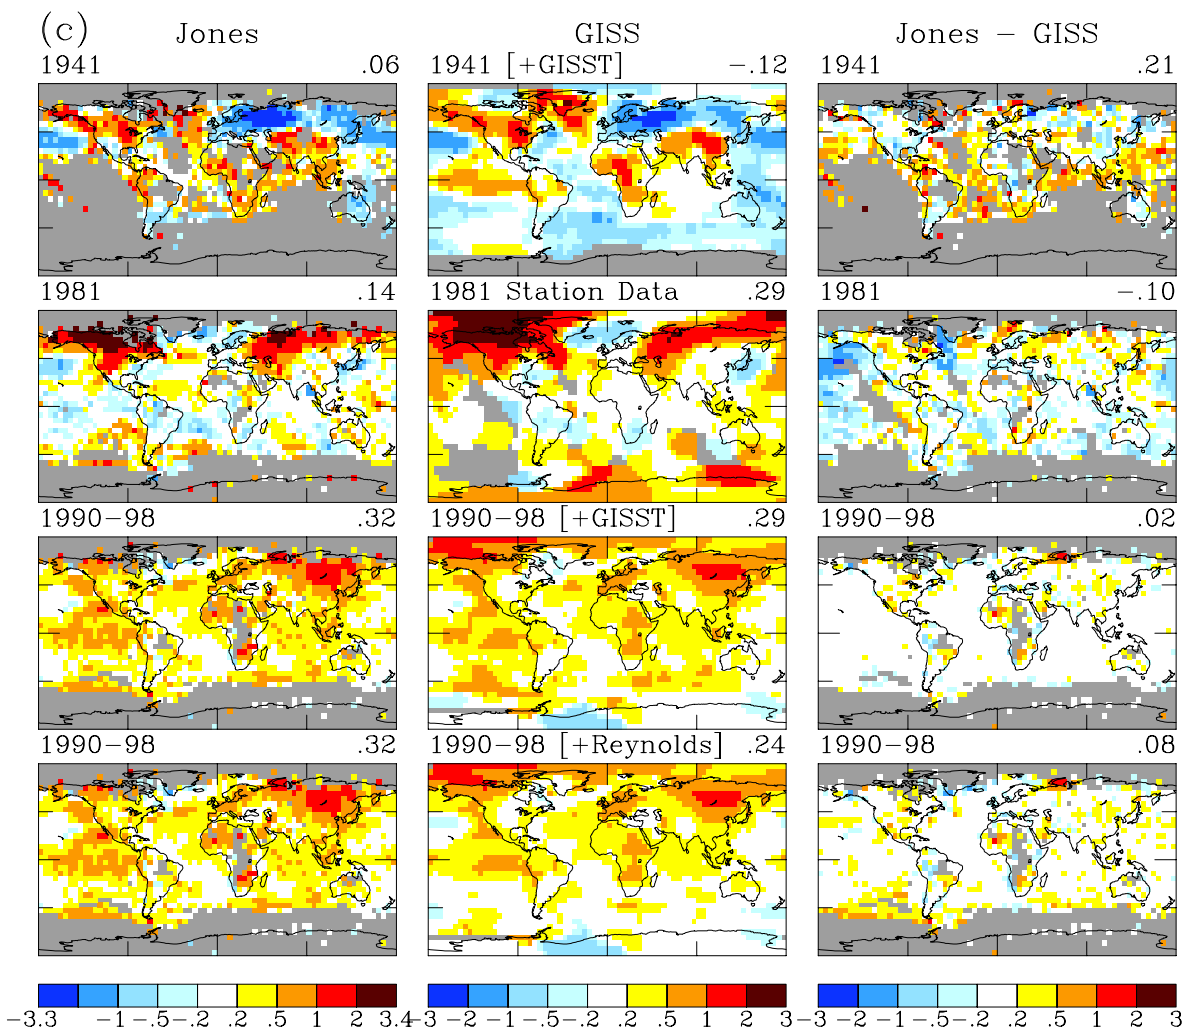 (c) Jones GISS Jones − GISS
1941 .06 1941 [+GISST] −.12 1941 .21
1981 .14 1981 Station Data .29 1981 −.10
1990−98 .32 1990−98 [+GISST] .29 1990−98 .02
1990−98 .32 1990−98 [+Reynolds] .24 1990−98 .08
−3.3 −1 −.5 −.2 .2 .5 1 2 3.4 −3 −2 −1 −.5 −.2 .2 .5 1 2 3 −3 −2 −1 −.5 −.2 .2 .5 1 2 3